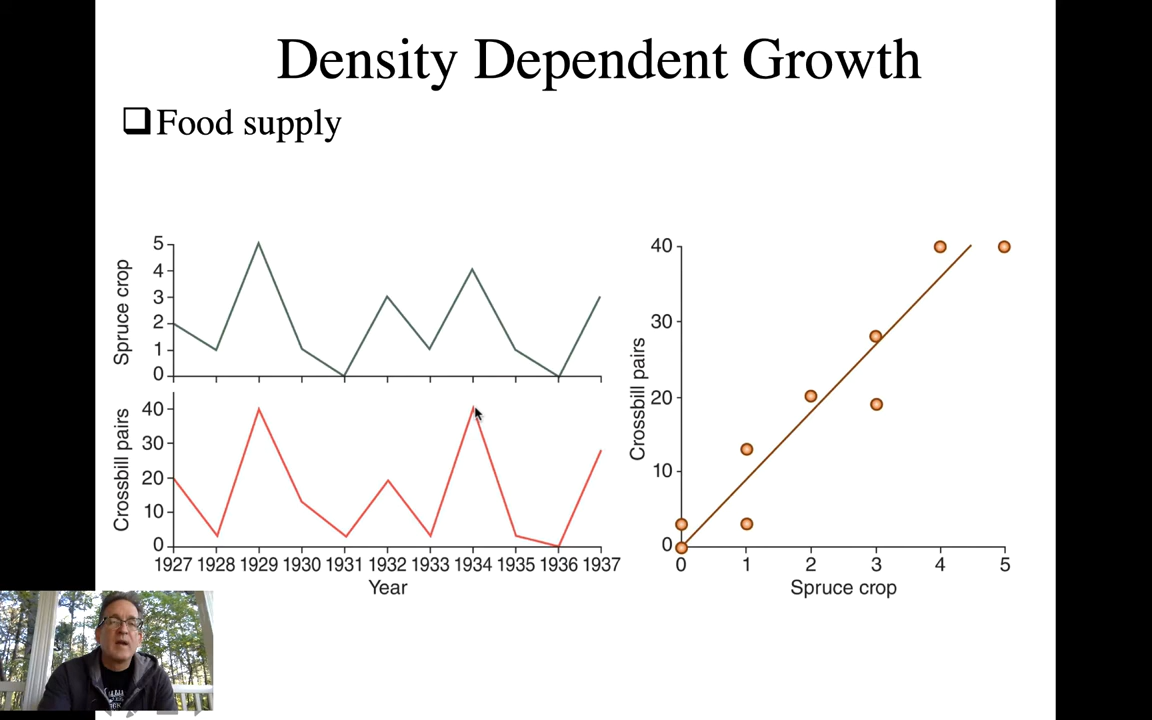 Density Dependent Growth
Food supply
Spruce crop
5
4
3
2
1
0
Crossbill pairs
40
30
20
10
0
1927 1928 1929 1930 1931 1932 1933 1934 1935 1936 1937
Year
Crossbill pairs
40
30
20
10
0
0 1 2 3 4 5
Spruce crop